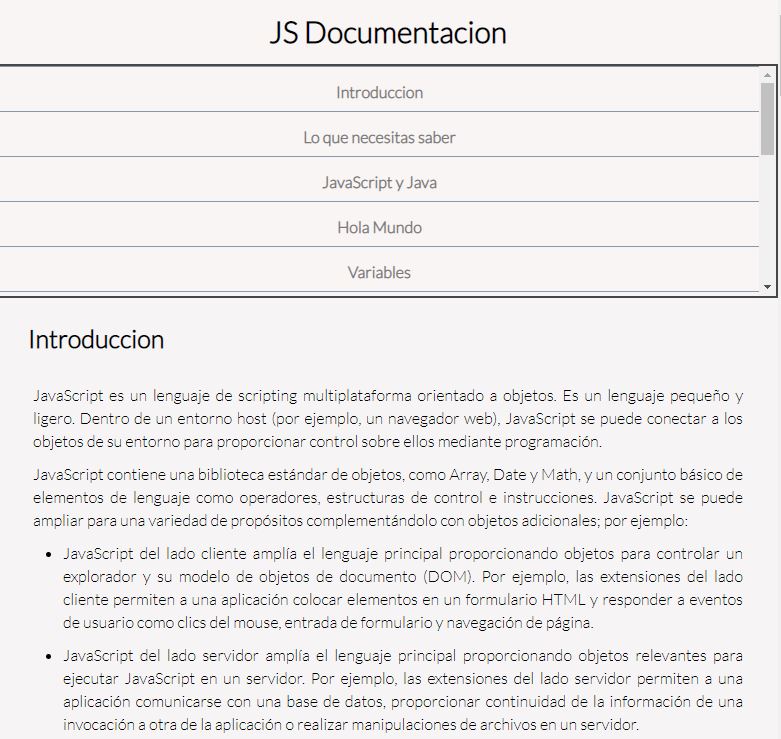 JS Documentacion
Introduccion
Lo que necesitas saber
JavaScript y Java
Hola Mundo
Variables
Introduccion
JavaScript es un lenguaje de scripting multiplataforma orientado a objetos. Es un lenguaje pequeño y
ligero. Dentro de un entorno host (por ejemplo, un navegador web), JavaScript se puede conectar a los
objetos de su entorno para proporcionar control sobre ellos mediante programación.
JavaScript contiene una biblioteca estándar de objetos, como Array, Date y Math, y un conjunto básico de
elementos de lenguaje como operadores, estructuras de control e instrucciones. JavaScript se puede
ampliar para una variedad de propósitos complementándolo con objetos adicionales; por ejemplo:
• JavaScript del lado cliente amplía el lenguaje principal proporcionando objetos para controlar un
explorador y su modelo de objetos de documento (DOM). Por ejemplo, las extensiones del lado
cliente permiten a una aplicación colocar elementos en un formulario HTML y responder a eventos
de usuario como clics del mouse, entrada de formulario y navegación de página.
• JavaScript del lado servidor amplía el lenguaje principal proporcionando objetos relevantes para
ejecutar JavaScript en un servidor. Por ejemplo, las extensiones del lado servidor permiten a una
aplicación comunicarse con una base de datos, proporcionar continuidad de la información de una
invocación a otra de la aplicación o realizar manipulaciones de archivos en un servidor.